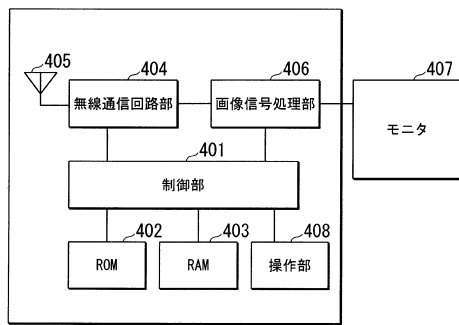 405
404
406
407
無線通信回路部
画像信号処理部
モニタ
401
制御部
402
403
408
ROM
RAM
操作部